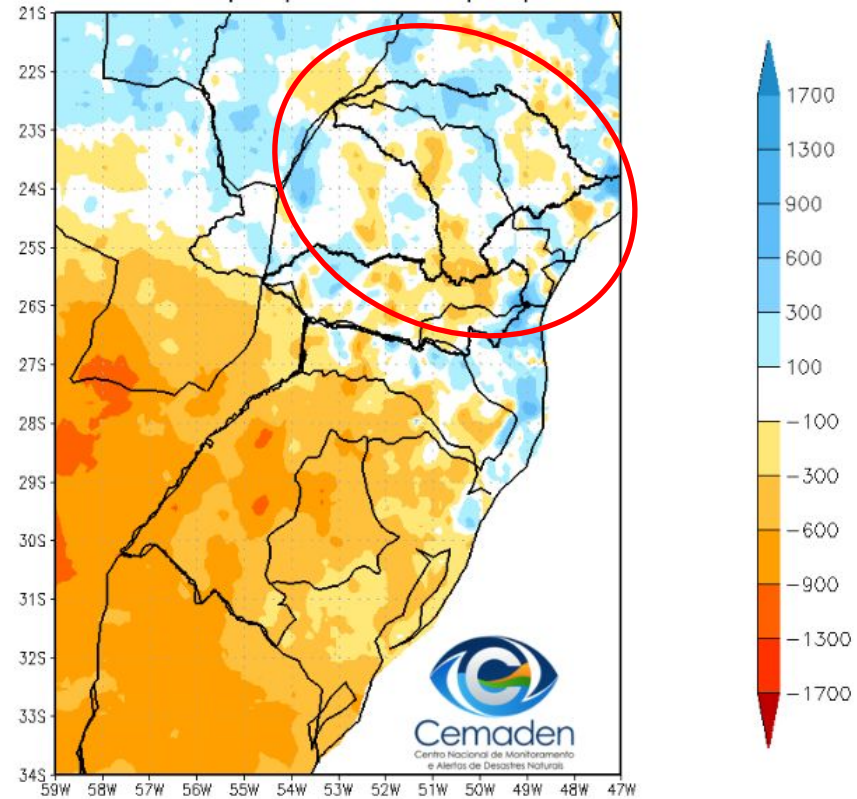 21S
22S
23S
24S
25S
26S
27S
28S
29S
30S
31S
32S
33S
34S
59W 58W 57W 56W 55W 54W 53W 52W 51W 50W 49W 48W 47W
1700
1300
900
600
300
100
-100
-300
-600
-900
-1300
-1700
Cemaden
Centro Nacional de Monitoramento
e Alertas de Desastres Naturais